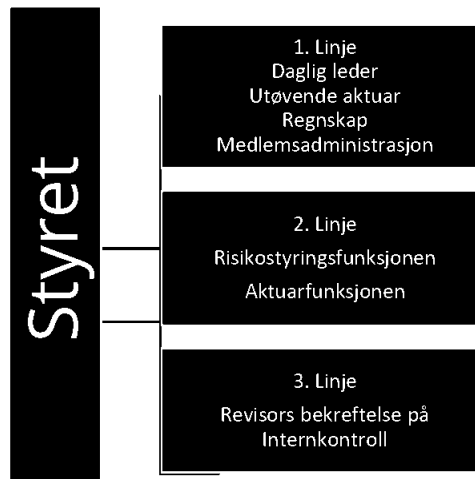 Styret
1. Linje
Daglig leder
Utøvende aktuar
Regnskap
Medlemsadministrasjon
2. Linje
Risikostyringsfunksjonen
Aktuarfunksjonen
3. Linje
Revisors bekreftelse på
Internkontroll